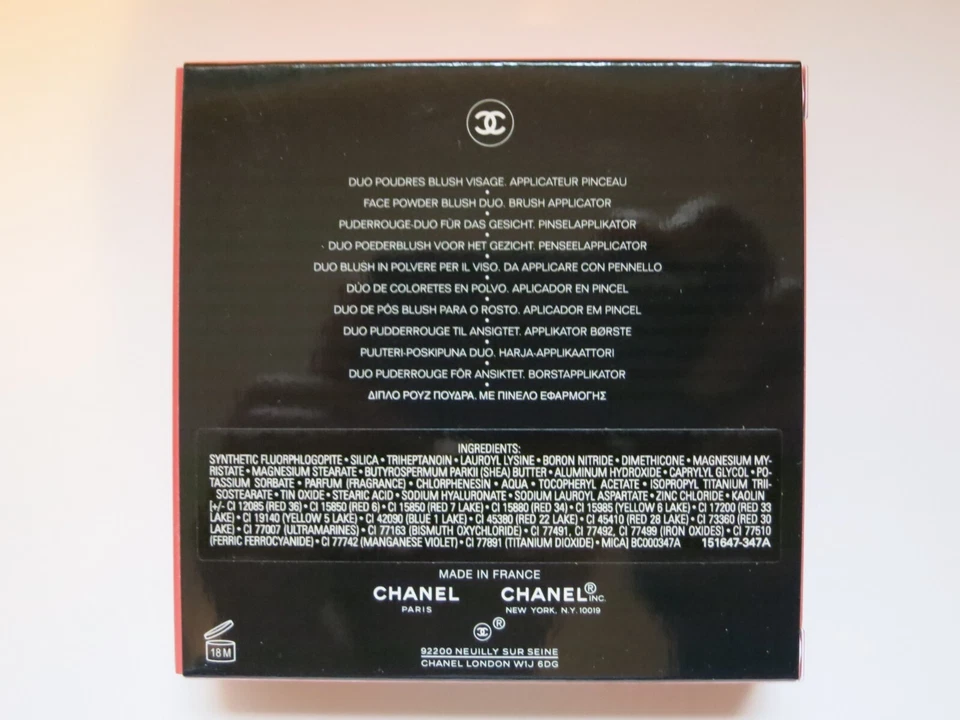 DUO POUDRES BLUSH VISAGE. APPLICATEUR PINCEAU
FACE POWDER BLUSH DUO. BRUSH APPLICATOR
PUDERROUGE-DUO FÜR DAS GESICHT. PINSELAPPLIKATOR
DUO POEDERBLUSH VOOR HET GEZICHT. PENSEELAPPLICATOR
DUO BLUSH IN POLVERE PER IL VISO. DA APPLICARE CON PENNELLO
DÚO DE COLORETES EN POLVO. APLICADOR EN PINCEL
DUO DE PÓS BLUSH PARA O ROSTO. APLICADOR EM PINCEL
DUO PUDDERROUGE TIL ANSIGTET. APPLIKATOR BØRSTE
PUUTERI-POSKIPUNA DUO. HARJA-APPLIKAATTORI
DUO PUDERROUGE FÖR ANSIKTET. BORSTAPPLIKATOR
ΔΙΠΛΟ ΡΟΥΖ ΠΟΥΔΡΑ. ΜΕ ΠΙΝΕΛΟ ΕΦΑΡΜΟΓΗΣ
INGREDIENTS:
SYNTHETIC FLUORPHLOGOPITE • SILICA • TRIHEPTANOIN • LAUROYL LYSINE • BORON NITRIDE • DIMETHICONE • MAGNESIUM MY-
RISTATE • MAGNESIUM STEARATE • BUTYROSPERMUM PARKII (SHEA) BUTTER • ALUMINUM HYDROXIDE • CAPRYLYL GLYCOL • PO-
TASSIUM SORBATE • PARFUM (FRAGRANCE) • CHLORPHENESIN • AQUA • TOCOPHERYL ACETATE • ISOPROPYL TITANIUM TRII-
SOSTEARATE • TIN OXIDE • STEARIC ACID • SODIUM HYALURONATE • SODIUM LAUROYL ASPARTATE • ZINC CHLORIDE • KAOLIN
[+/- CI 12085 (RED 36) • CI 15850 (RED 6) • CI 15850 (RED 7 LAKE) • CI 15880 (RED 34) • CI 15985 (YELLOW 6 LAKE) • CI 17200 (RED 33
LAKE) • CI 19140 (YELLOW 5 LAKE) • CI 42090 (BLUE 1 LAKE) • CI 45380 (RED 22 LAKE) • CI 45410 (RED 28 LAKE) • CI 73360 (RED 30
LAKE) • CI 77007 (ULTRAMARINES) • CI 77163 (BISMUTH OXYCHLORIDE) • CI 77491, CI 77492, CI 77499 (IRON OXIDES) • CI 77510
(FERRIC FERROCYANIDE) • CI 77742 (MANGANESE VIOLET) • CI 77891 (TITANIUM DIOXIDE) • MICA] BC000347A 151647-347A
MADE IN FRANCE
CHANEL CHANEL® INC.
PARIS NEW YORK, N.Y. 10019
®
92200 NEUILLY SUR SEINE
CHANEL LONDON W1J 6DG
18 M